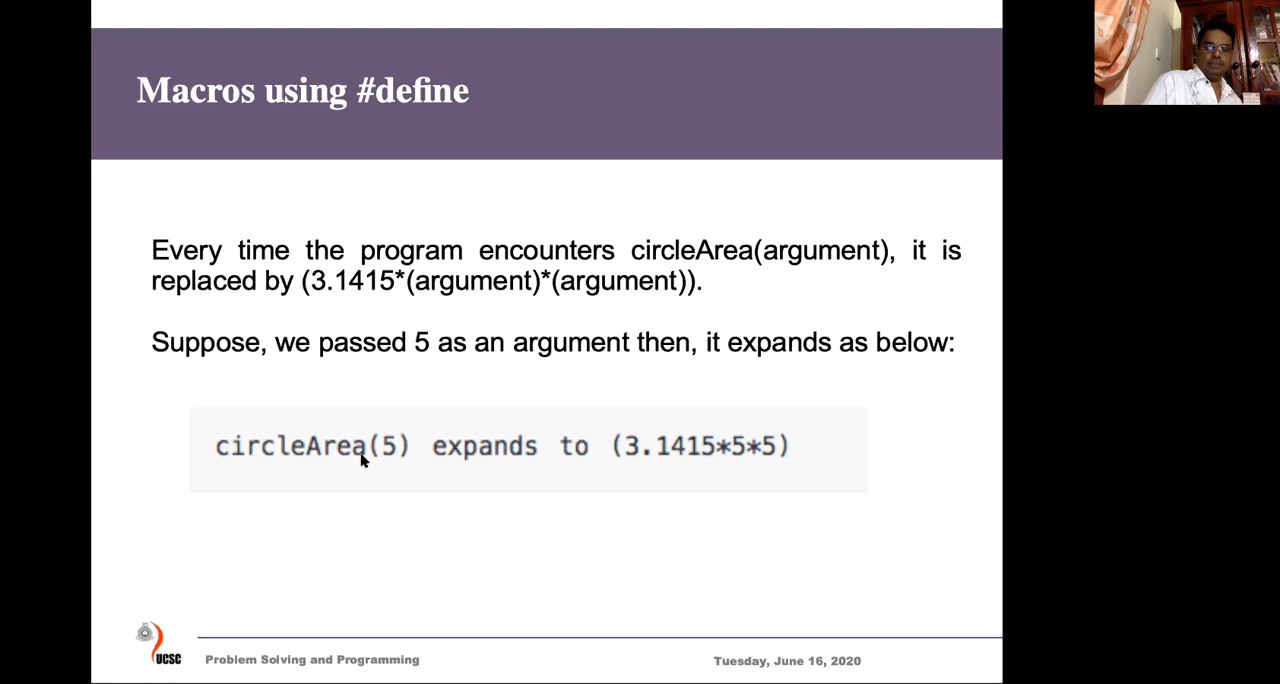 Macros using #define
Every time the program encounters circleArea(argument), it is
replaced by (3.1415*(argument)*(argument)).
Suppose, we passed 5 as an argument then, it expands as below:
circleArea(5) expands to (3.1415*5*5)
UCSC
Problem Solving and Programming
Tuesday, June 16, 2020